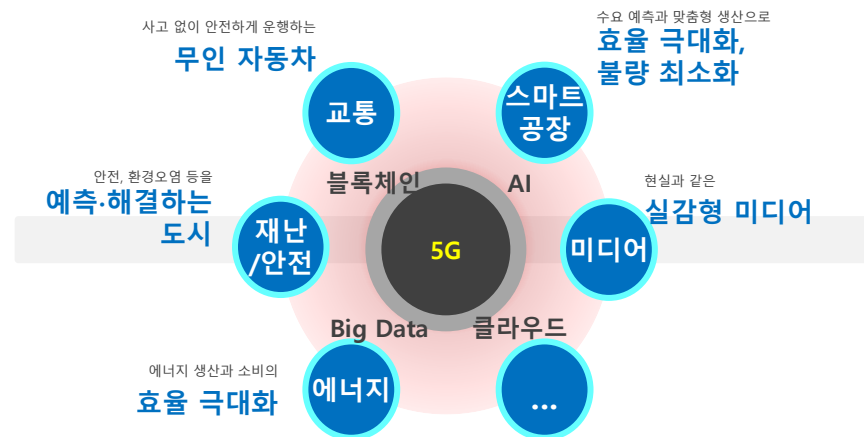 사고 없이 안전하게 운행하는
무인 자동차
수요 예측과 맞춤형 생산으로
효율 극대화,
불량 최소화
교통
스마트
공장
안전, 환경오염 등을
예측·해결하는
도시
블록체인
AI
현실과 같은
실감형 미디어
재난
/안전
5G
미디어
Big Data
클라우드
에너지 생산과 소비의
효율 극대화
에너지
...